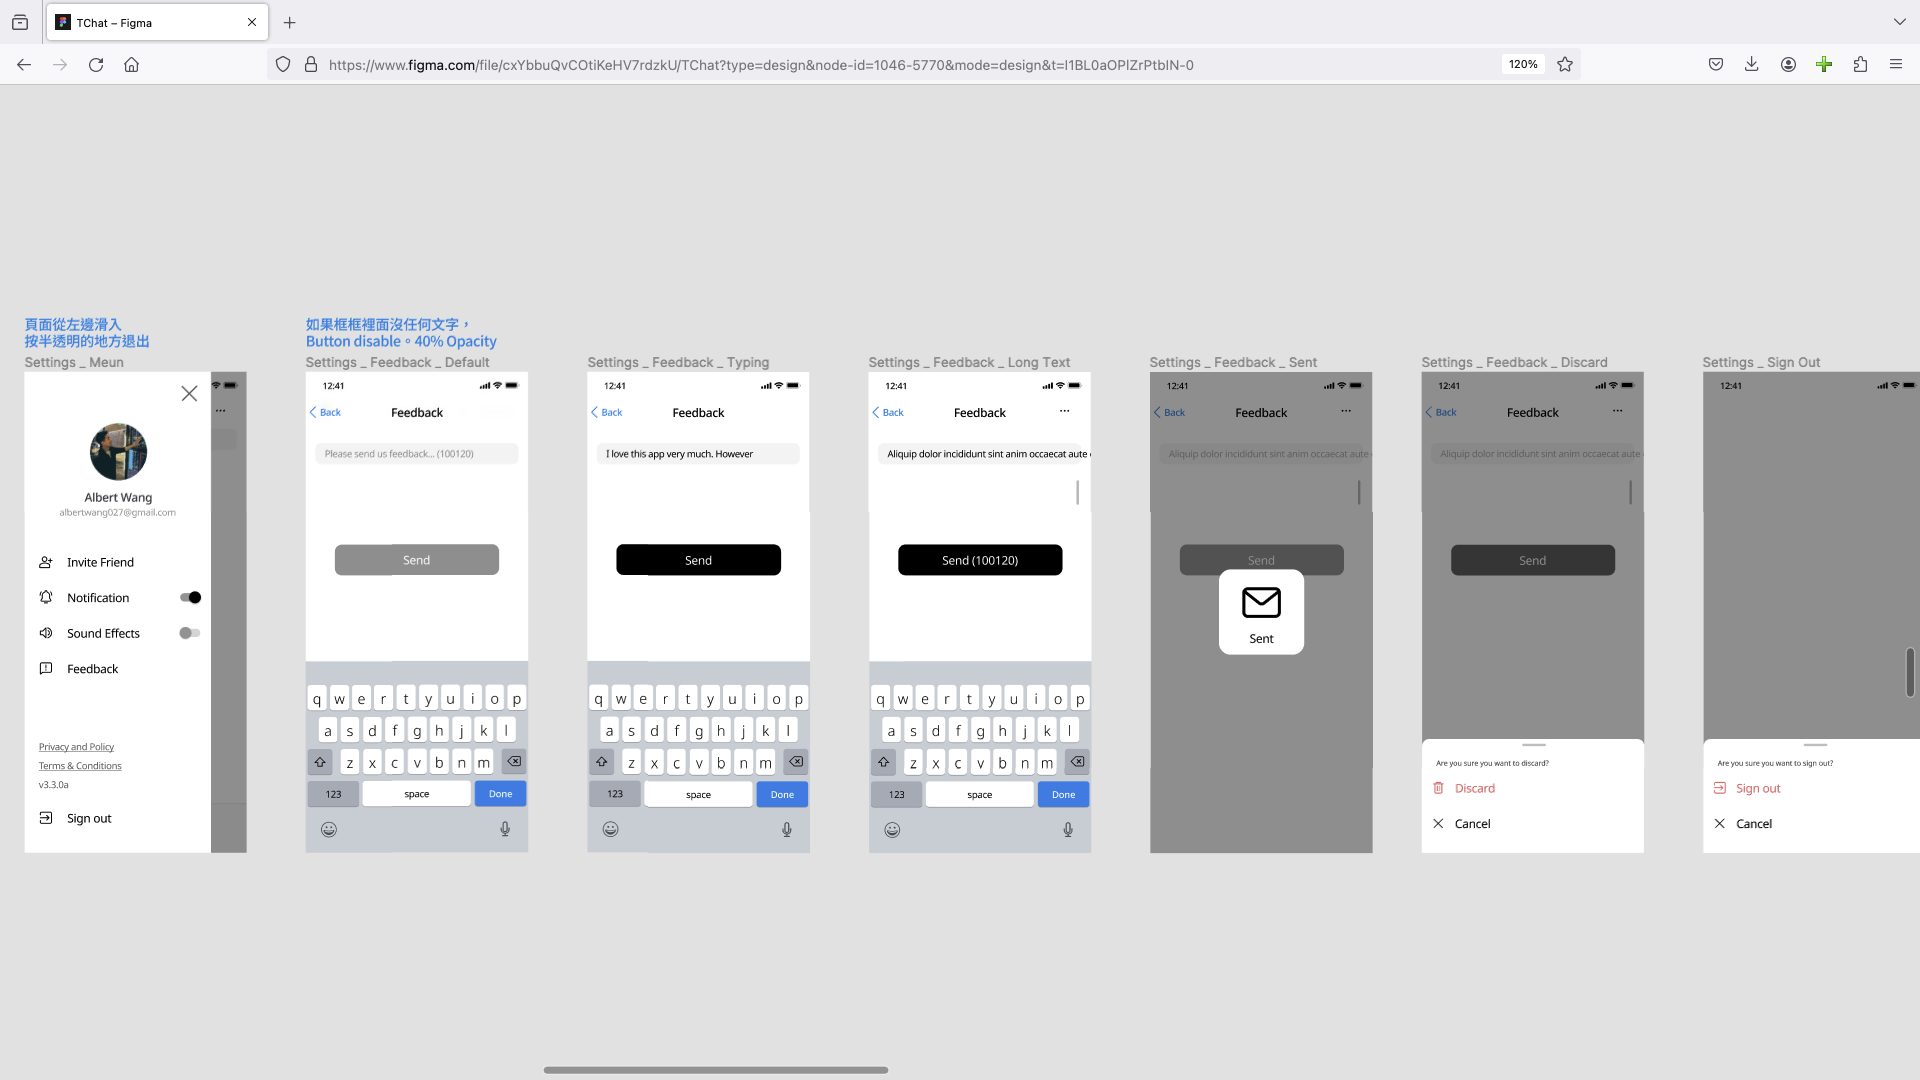 TChat – Figma
https://www.figma.com/file/cxYbbuQvCOtiKeHV7rdzkU/TChat?type=design&node-id=1046-5770&mode=design&t=I1BL0aOPIZrPtbIN-0
120%
頁面從左邊滑入
按半透明的地方退出
Settings _ Meun
Albert Wang
albertwang027@gmail.com
Invite Friend
Notification
Sound Effects
Feedback
Privacy and Policy
Terms & Conditions
v3.3.0a
Sign out
如果框框裡面沒任何文字，
Button disable。40% Opacity
Settings _ Feedback _ Default
12:41
Back
Feedback
Please send us feedback... (100120)
Send
q w e r t y u i o p
a s d f g h j k l
z x c v b n m
123 space Done
Settings _ Feedback _ Typing
12:41
Back
Feedback
I love this app very much. However
Send
q w e r t y u i o p
a s d f g h j k l
z x c v b n m
123 space Done
Settings _ Feedback _ Long Text
12:41
Back
Feedback
Aliquip dolor incididunt sint anim occaecat aute
Send (100120)
q w e r t y u i o p
a s d f g h j k l
z x c v b n m
123 space Done
Settings _ Feedback _ Sent
12:41
Back
Feedback
Aliquip dolor incididunt sint anim occaecat aute
Send
Sent
Settings _ Feedback _ Discard
12:41
Back
Feedback
Aliquip dolor incididunt sint anim occaecat aute
Send
Are you sure you want to discard?
Discard
Cancel
Settings _ Sign Out
12:41
Are you sure you want to sign out?
Sign out
Cancel